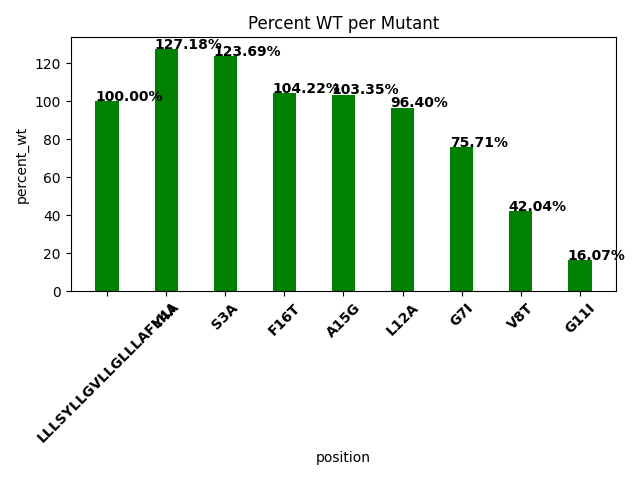 Percent WT per Mutant
percent_wt
120
100
80
60
40
20
0
100.00%
127.18%
123.69%
104.22%
103.35%
96.40%
75.71%
42.04%
16.07%
Y4A
S3A
F16T
A15G
L12A
G7I
V8T
G11I
position